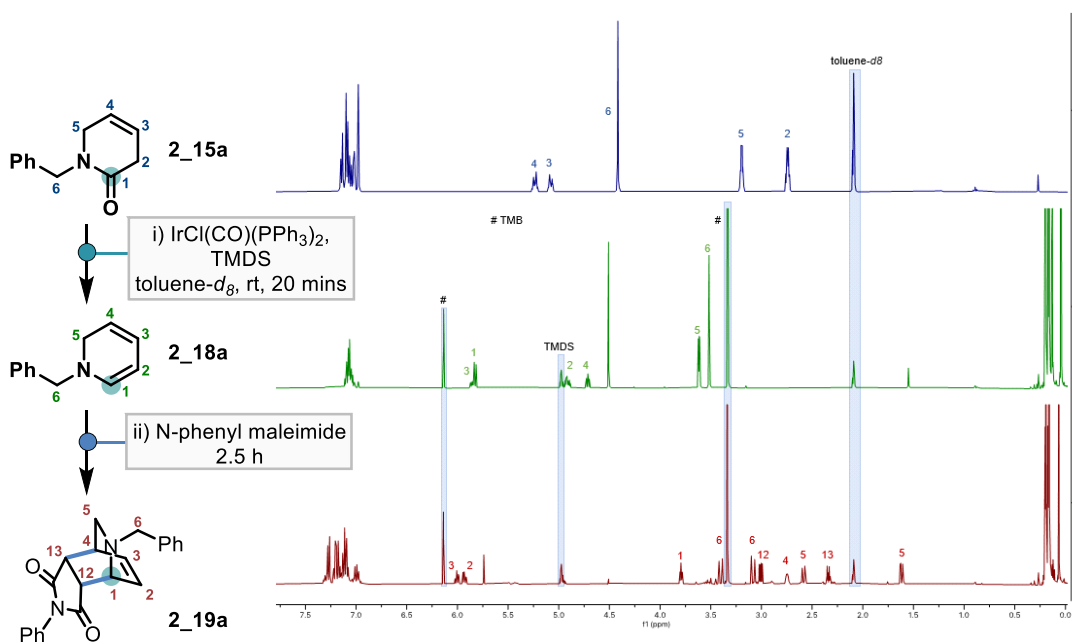 toluene-d8
4
5
3
2
Ph
N
1
6
O
2_15a
6
5
2
4
3
i) IrCl(CO)(PPh3)2,
TMDS
toluene-d8, rt, 20 mins
# TMB
#
6
#
4
5
3
2
Ph
N
1
6
2_18a
TMDS
5
1
3
2
4
ii) N-phenyl maleimide
2.5 h
5
6
N
Ph
4
13
3
12
1
2
O
N
O
Ph
2_19a
6
6
3
2
1
12
4
5
13
5
7.5
7.0
6.5
6.0
5.5
5.0
4.5
4.0
3.5
3.0
2.5
2.0
1.5
1.0
0.5
0.0
f1 (ppm)